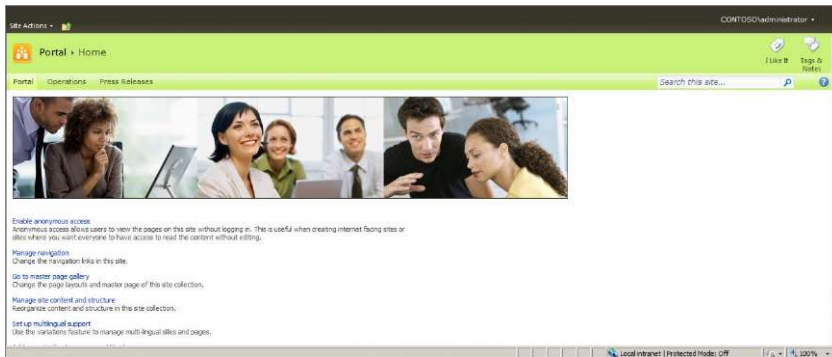 Site Actions
CONTOSO\administrator
Portal › Home
I Like It
Tags & Notes
Portal Operations Press Releases
Search this site...
Enable anonymous access
Anonymous access allows users to view the pages on this site without logging in. This is useful when creating internet facing sites or
sites where you want everyone to have access to read the content without editing.
Manage navigation
Change the navigation links in this site.
Go to master page gallery
Change the page layouts and master page of this site collection.
Manage site content and structure
Reorganize content and structure in this site collection.
Set up multilingual support
Use the variations feature to manage multi-lingual sites and pages.
Local intranet | Protected Mode: Off
100%